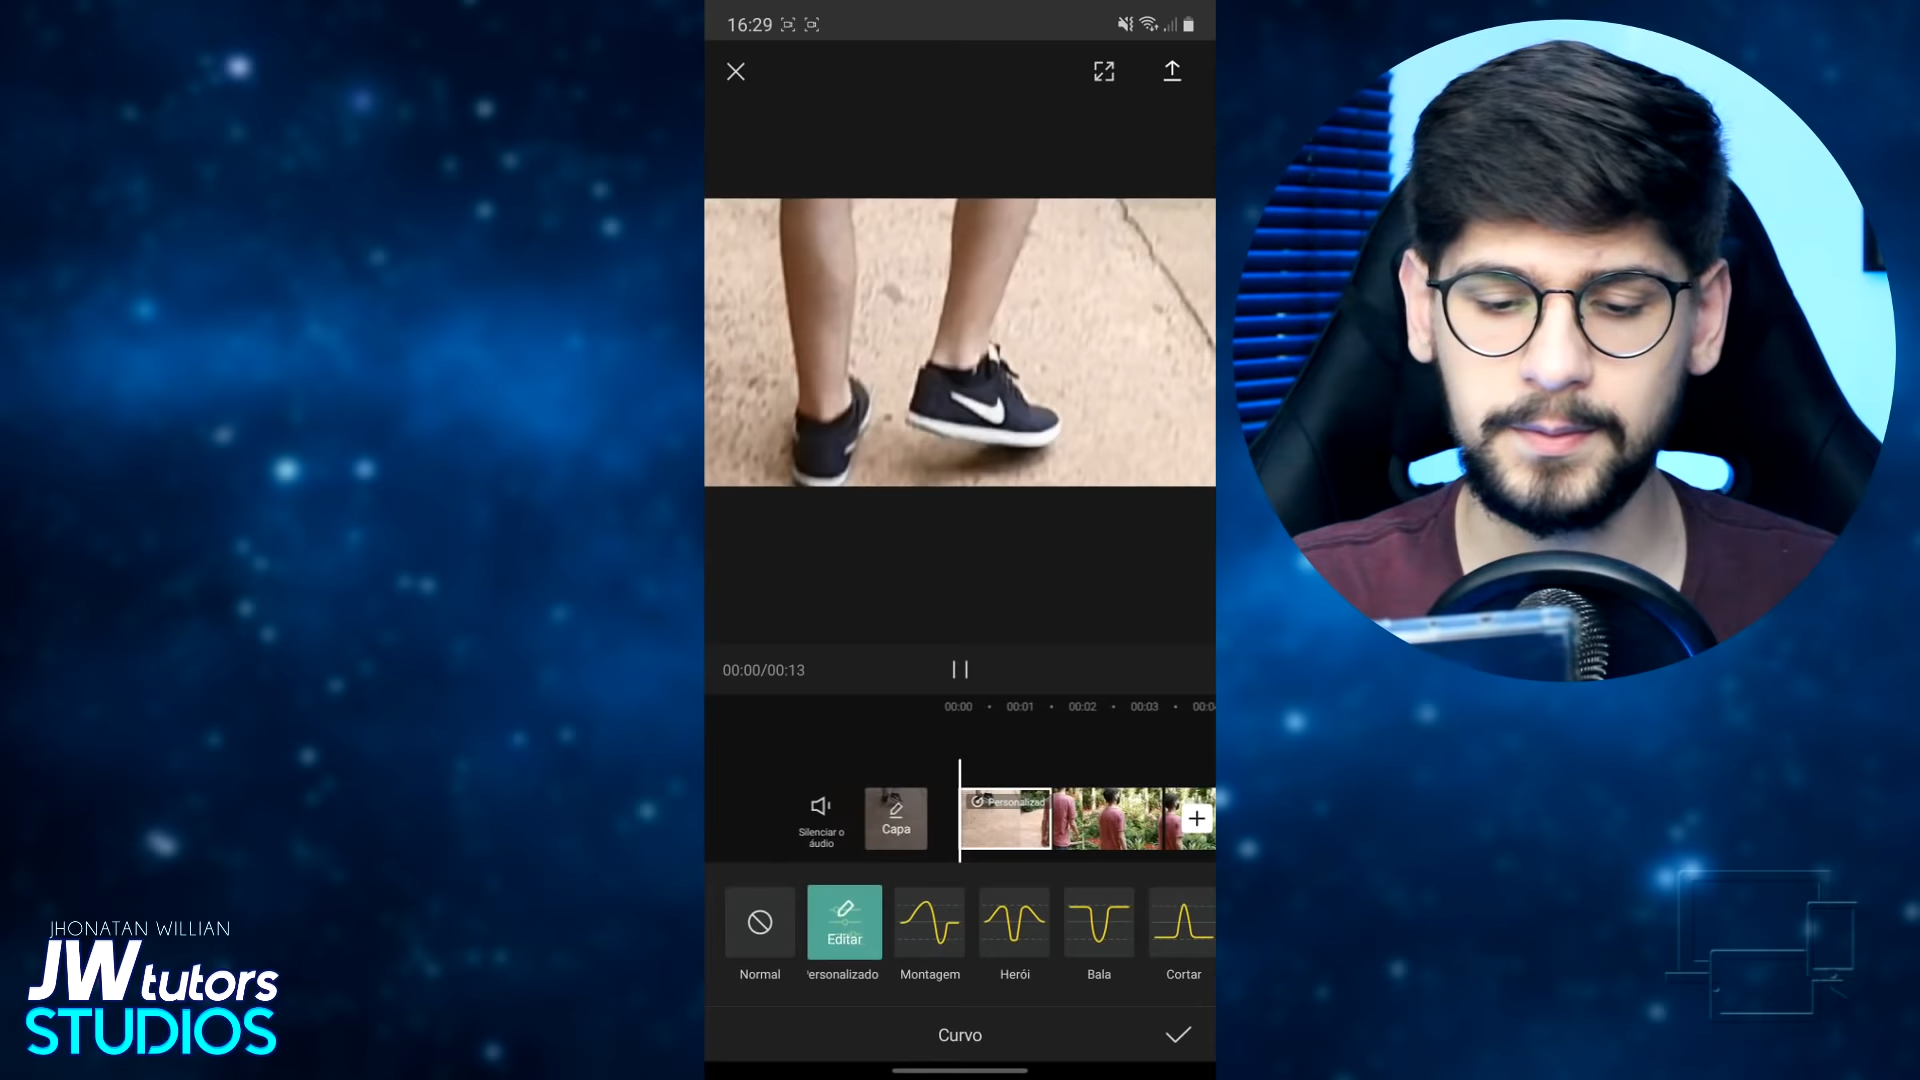 16:29
00:00/00:13
00:00 00:01 00:02 00:03
Silenciar o
áudio
Capa
Personalizad
Editar
Normal
ersonalizado
Montagem
Herói
Bala
Cortar
Curvo
JHONATAN WILLIAN
JW tutors
STUDIOS